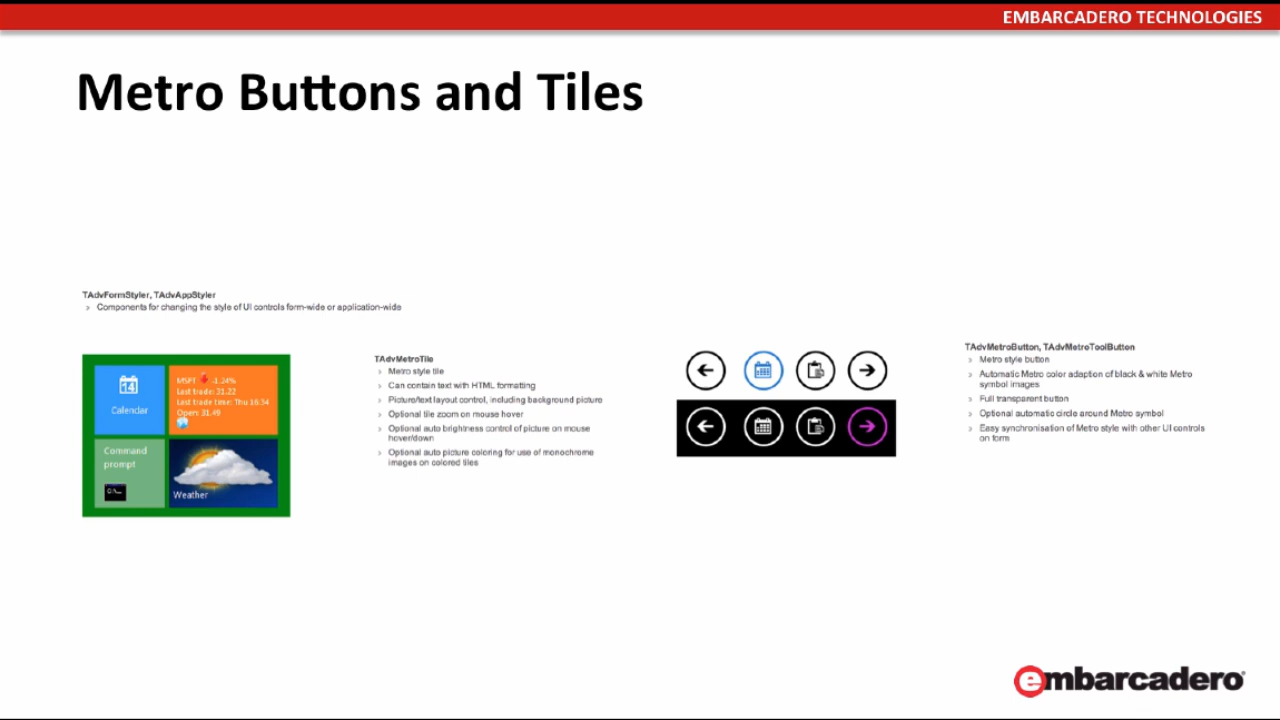 EMBARCADERO TECHNOLOGIES
Metro Buttons and Tiles
TAdvFormStyler, TAdvAppStyler
› Components for changing the style of UI controls form-wide or application-wide
14
Calendar
MSFT -1.24%
Last trade: 31.22
Last trade time: Thu 16:34
Open: 31.49
Command
prompt
C:\_
Weather
TAdvMetroTile
› Metro style tile
› Can contain text with HTML formatting
› Picture/text layout control, including background picture
› Optional tile zoom on mouse hover
› Optional auto brightness control of picture on mouse
hover/down
› Optional auto picture coloring for use of monochrome
images on colored tiles
TAdvMetroButton, TAdvMetroToolButton
› Metro style button
› Automatic Metro color adaption of black & white Metro
symbol images
› Full transparent button
› Optional automatic circle around Metro symbol
› Easy synchronisation of Metro style with other UI controls
on form
embarcadero